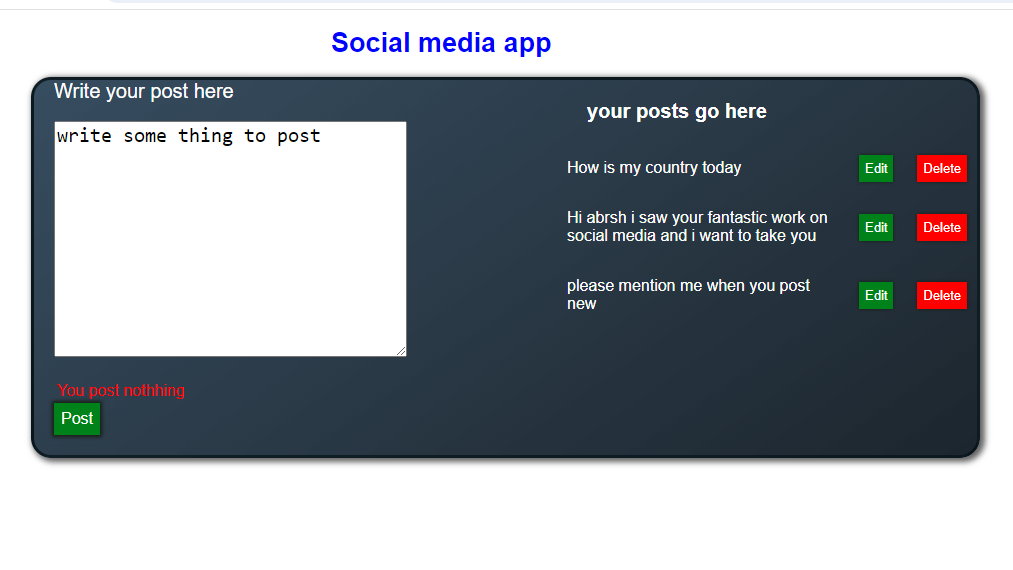 Social media app
Write your post here
write some thing to post
You post nothhing
Post
your posts go here
How is my country today
Edit
Delete
Hi abrsh i saw your fantastic work on
social media and i want to take you
Edit
Delete
please mention me when you post
new
Edit
Delete